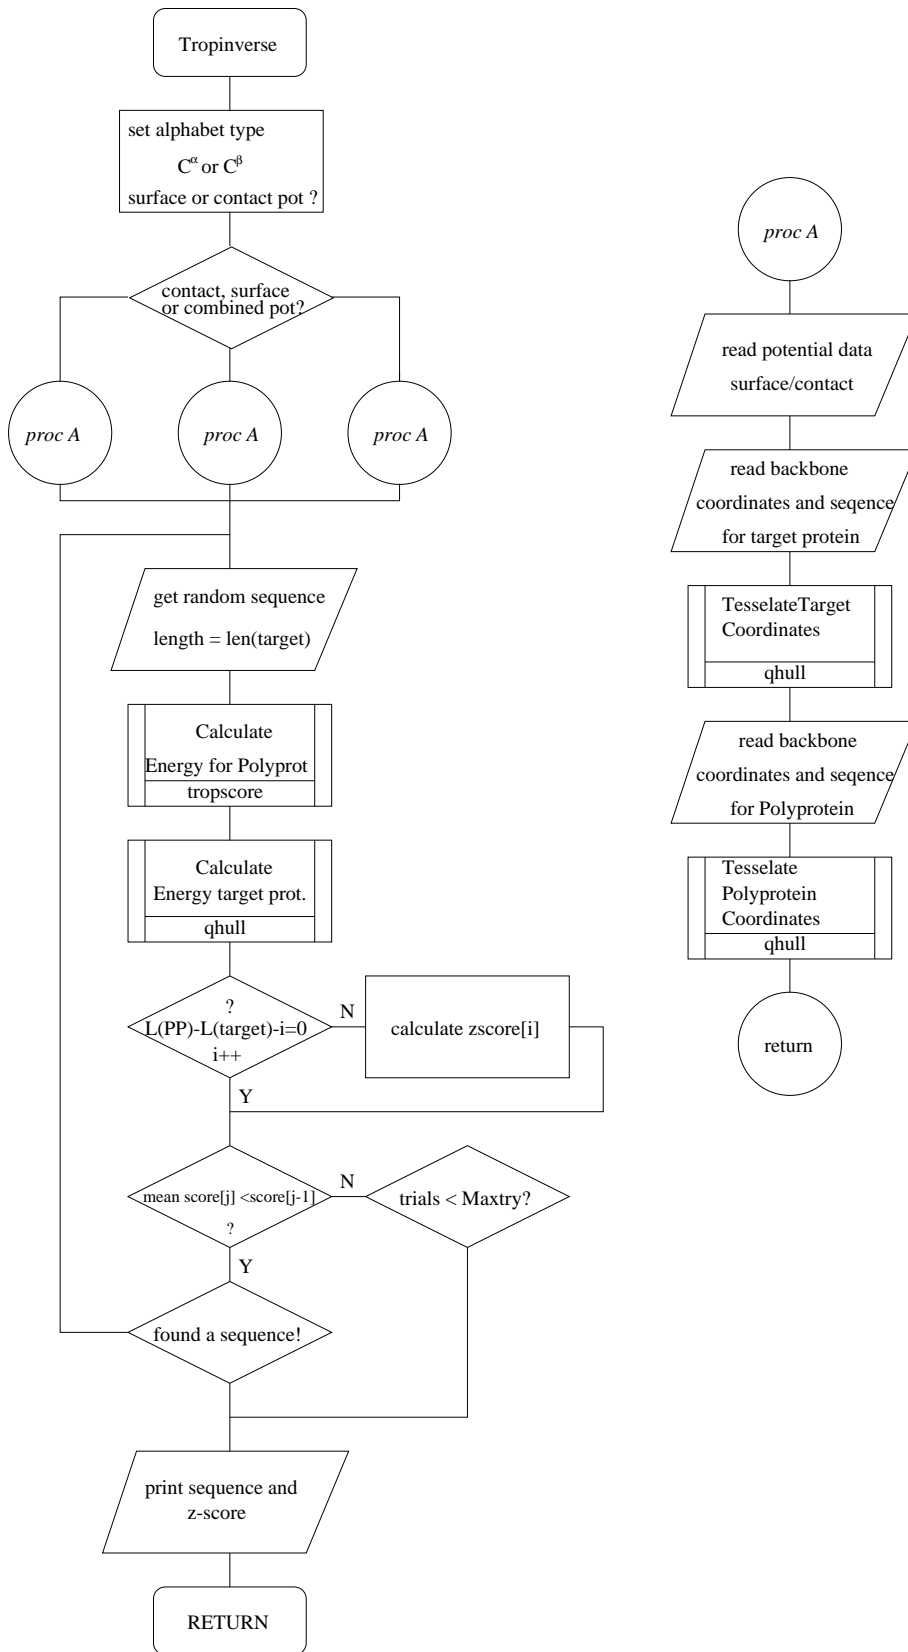 Tropinverse
set alphabet type
C^α or C^β
surface or contact pot ?
contact, surface
or combined pot?
proc A
proc A
proc A
get random sequence
length = len(target)
Calculate
Energy for Polyprot
tropscore
Calculate
Energy target prot.
qhull
?
L(PP)-L(target)-i=0
i++
N
calculate zscore[i]
Y
mean score[j] <score[j-1]
?
N
trials < Maxtry?
Y
found a sequence!
print sequence and
z-score
RETURN
proc A
read potential data
surface/contact
read backbone
coordinates and seqence
for target protein
TesselateTarget
Coordinates
qhull
read backbone
coordinates and seqence
for Polyprotein
Tesselate
Polyprotein
Coordinates
qhull
return